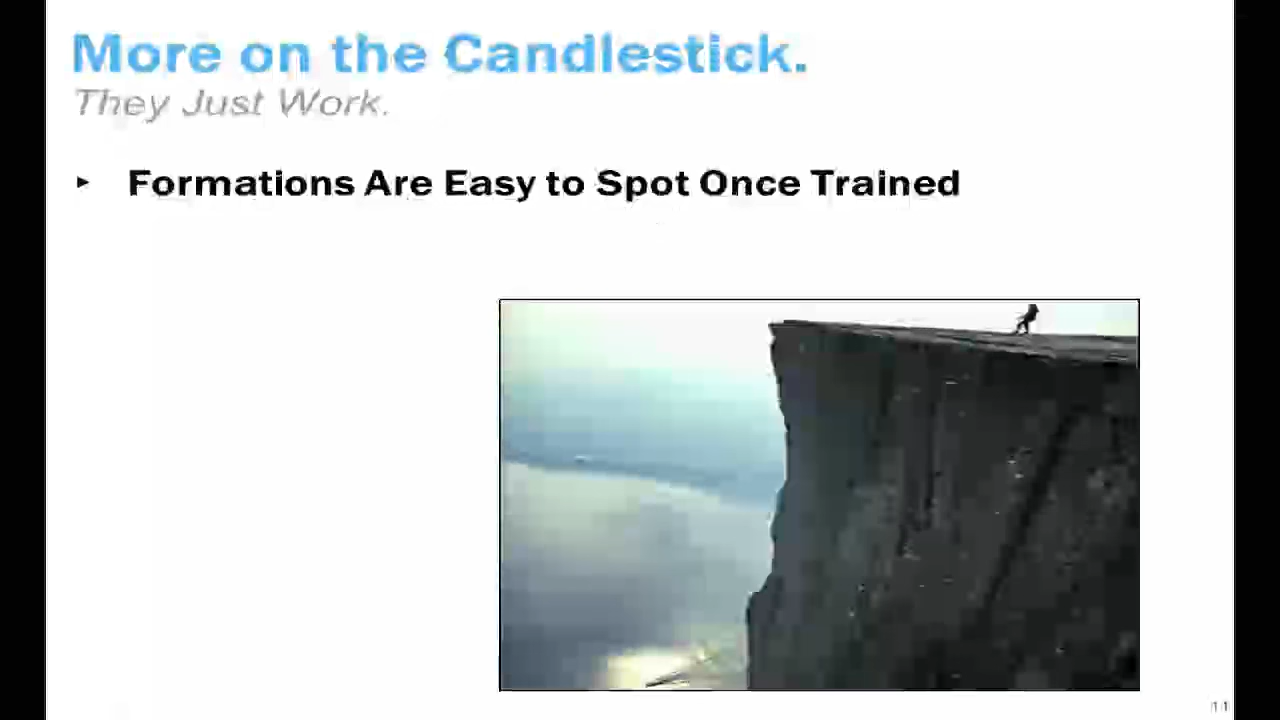 More on the Candlestick.
They Just Work.
▸ Formations Are Easy to Spot Once Trained
11